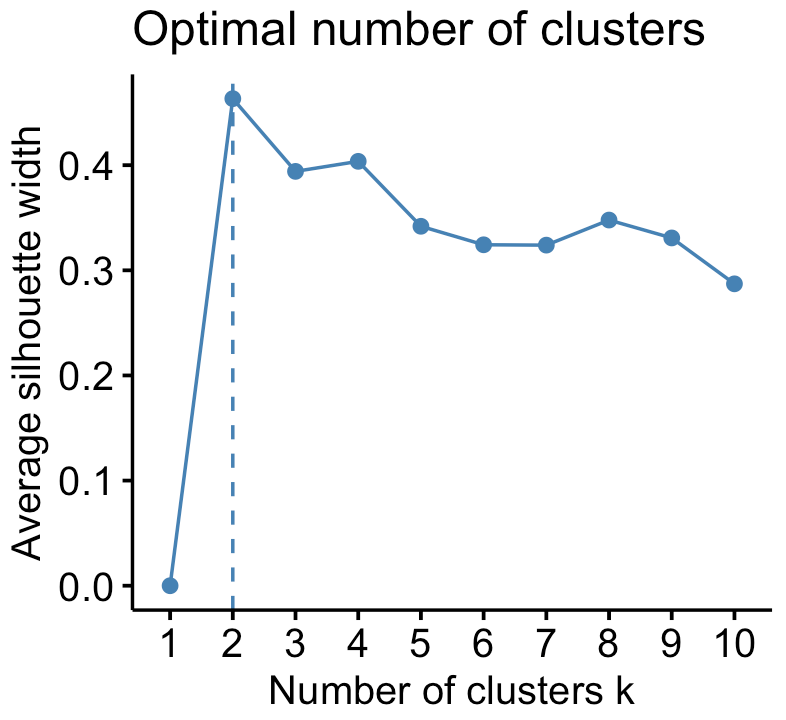 Optimal number of clusters
Average silhouette width
0.4
0.3
0.2
0.1
0.0
1 2 3 4 5 6 7 8 9 10
Number of clusters k